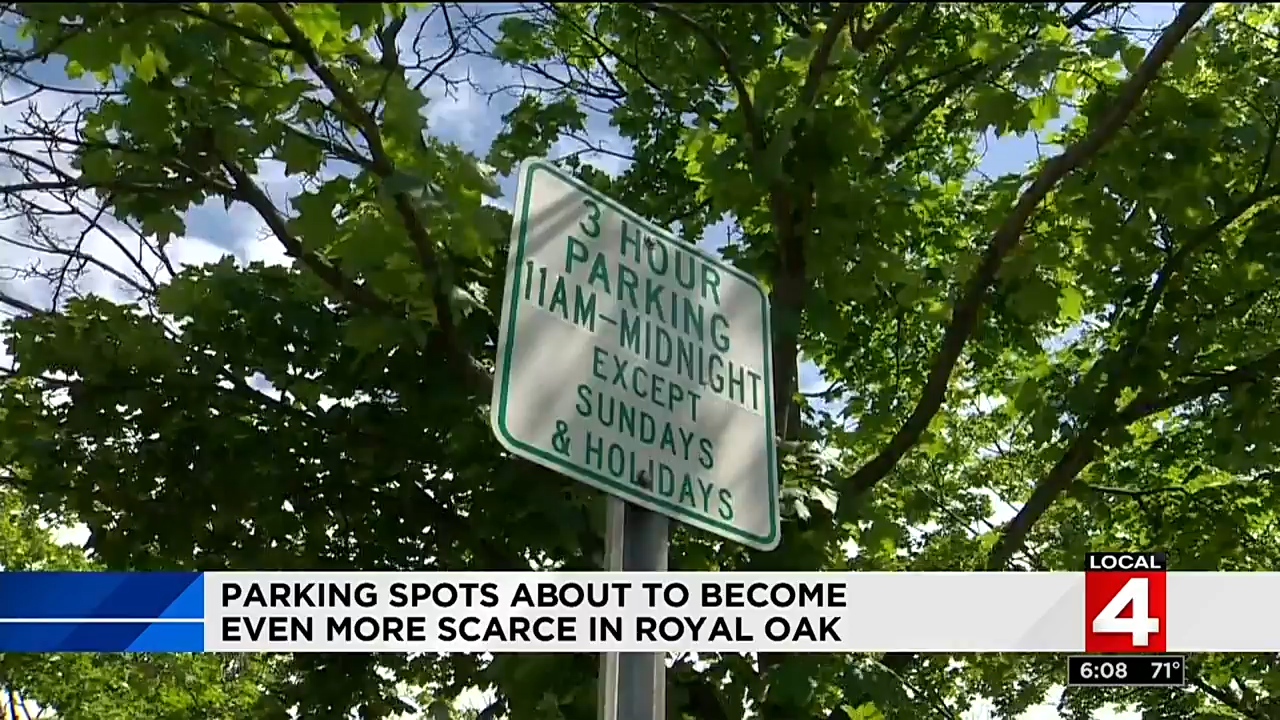 3 HOUR
PARKING
11AM-MIDNIGHT
EXCEPT
SUNDAYS
& HOLIDAYS
PARKING SPOTS ABOUT TO BECOME
EVEN MORE SCARCE IN ROYAL OAK
LOCAL
4
6:08 71°